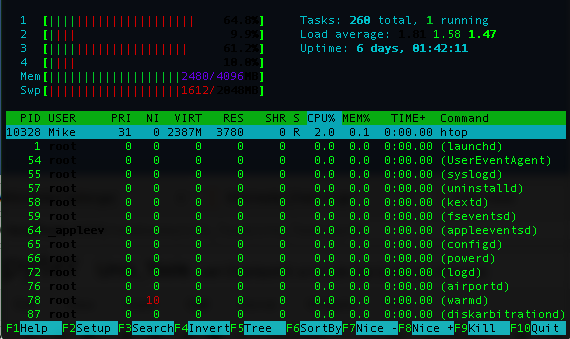 1 [||||||||||||||||||||||||||| 64.8%] Tasks: 260 total, 1 running
2 [|||| 9.9%] Load average: 1.81 1.58 1.47
3 [|||||||||||||||||||||||||| 61.2%] Uptime: 6 days, 01:42:11
4 [|||| 10.0%]
Mem[|||||||||||||||||||||||||2480/4096]
Swp[|||||||||||||||||||||||||1612/2048MB]
PID USER PRI NI VIRT RES SHR S CPU% MEM% TIME+ Command
10328 Mike 31 0 2387M 3780 0 R 2.0 0.1 0:00.00 htop
1 root 0 0 0 0 0 0.0 0.0 0:00.00 (launchd)
54 root 0 0 0 0 0 0.0 0.0 0:00.00 (UserEventAgent)
55 root 0 0 0 0 0 0.0 0.0 0:00.00 (syslogd)
57 root 0 0 0 0 0 0.0 0.0 0:00.00 (uninstalld)
58 root 0 0 0 0 0 0.0 0.0 0:00.00 (kextd)
59 root 0 0 0 0 0 0.0 0.0 0:00.00 (fseventsd)
64 _appleev 0 0 0 0 0 0.0 0.0 0:00.00 (appleeventsd)
65 root 0 0 0 0 0 0.0 0.0 0:00.00 (configd)
66 root 0 0 0 0 0 0.0 0.0 0:00.00 (powerd)
72 root 0 0 0 0 0 0.0 0.0 0:00.00 (logd)
76 root 0 0 0 0 0 0.0 0.0 0:00.00 (airportd)
78 root 0 10 0 0 0 0.0 0.0 0:00.00 (warmd)
87 root 0 0 0 0 0 0.0 0.0 0:00.00 (diskarbitrationd)
F1Help F2Setup F3SearchF4InvertF5Tree F6SortByF7Nice -F8Nice +F9Kill F10Quit